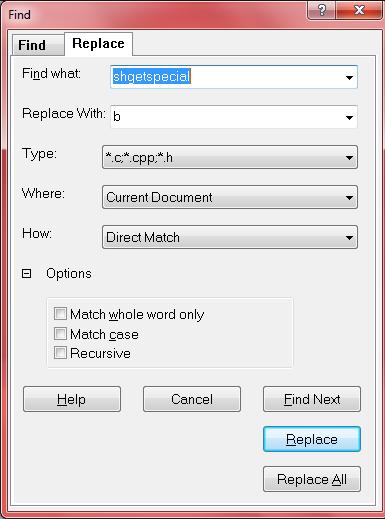 Find
Find Replace
Find what: shgetspecial
Replace With: b
Type: *.c;*.cpp;*.h
Where: Current Document
How: Direct Match
Options
Match whole word only
Match case
Recursive
Help Cancel Find Next
Replace
Replace All